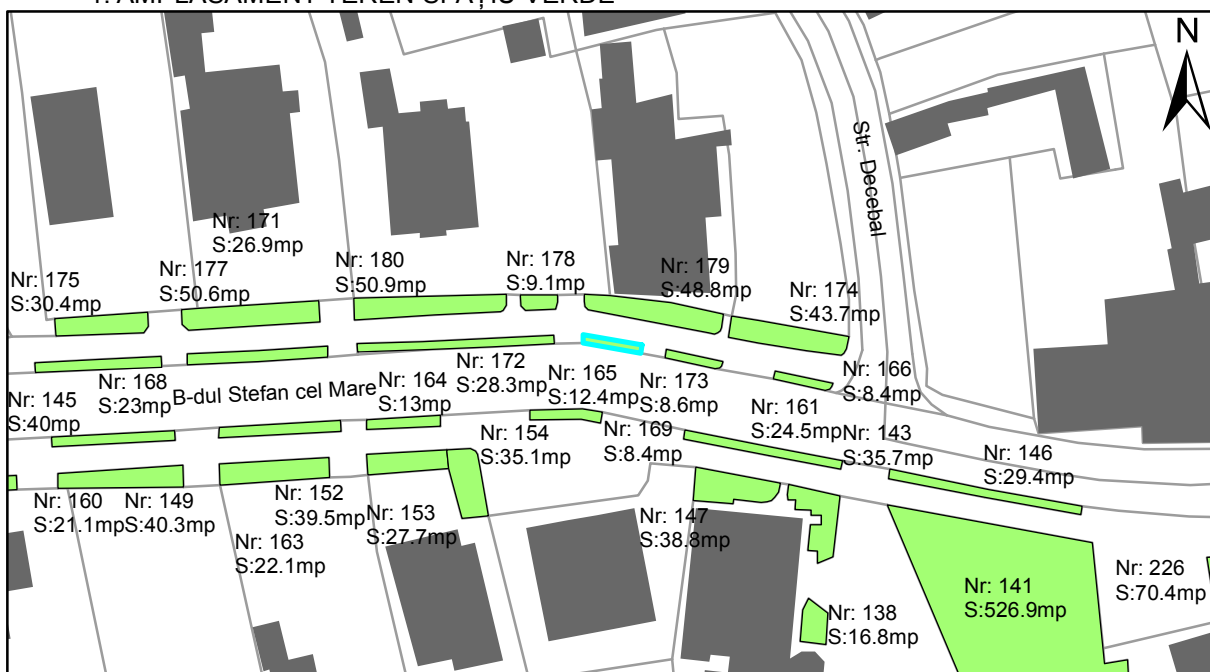 1. AMPLASAMENT TEREN SPAȚIU VERDE
N
Str. Decebal
Nr: 171
S:26.9mp
Nr: 175
S:30.4mp
Nr: 177
S:50.6mp
Nr: 180
S:50.9mp
Nr: 178
S:9.1mp
Nr: 179
S:48.8mp
Nr: 174
S:43.7mp
Nr: 145
S:40mp
Nr: 168
S:23mp
B-dul Stefan cel Mare
Nr: 164
S:13mp
Nr: 172
S:28.3mp
Nr: 165
S:12.4mp
Nr: 173
S:8.6mp
Nr: 166
S:8.4mp
Nr: 161
S:24.5mp
Nr: 154
S:35.1mp
Nr: 169
S:8.4mp
Nr: 143
S:35.7mp
Nr: 146
S:29.4mp
Nr: 160
S:21.1mp
Nr: 149
S:40.3mp
Nr: 152
S:39.5mp
Nr: 153
S:27.7mp
Nr: 163
S:22.1mp
Nr: 147
S:38.8mp
Nr: 138
S:16.8mp
Nr: 141
S:526.9mp
Nr: 226
S:70.4mp